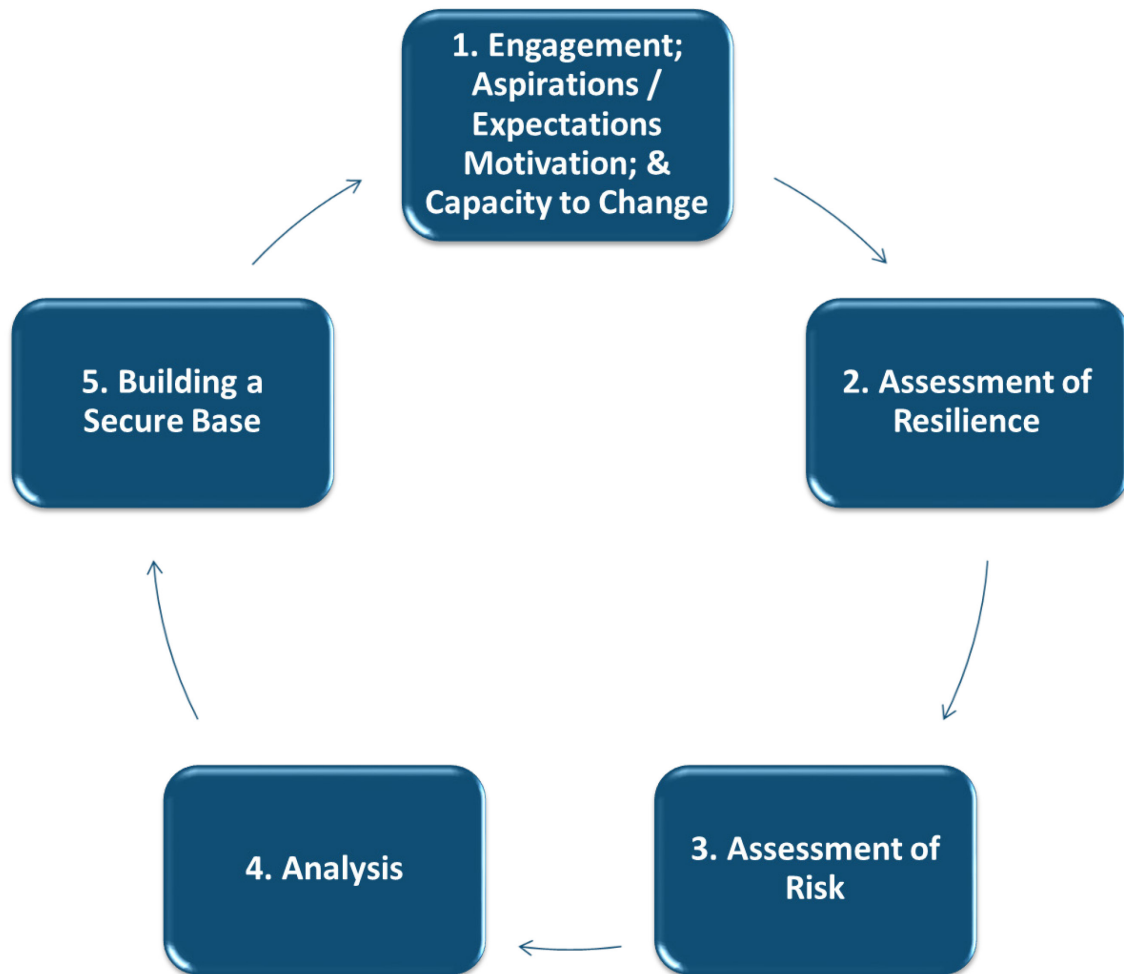 1. Engagement;
Aspirations /
Expectations
Motivation; &
Capacity to Change
2. Assessment of
Resilience
3. Assessment of
Risk
4. Analysis
5. Building a
Secure Base